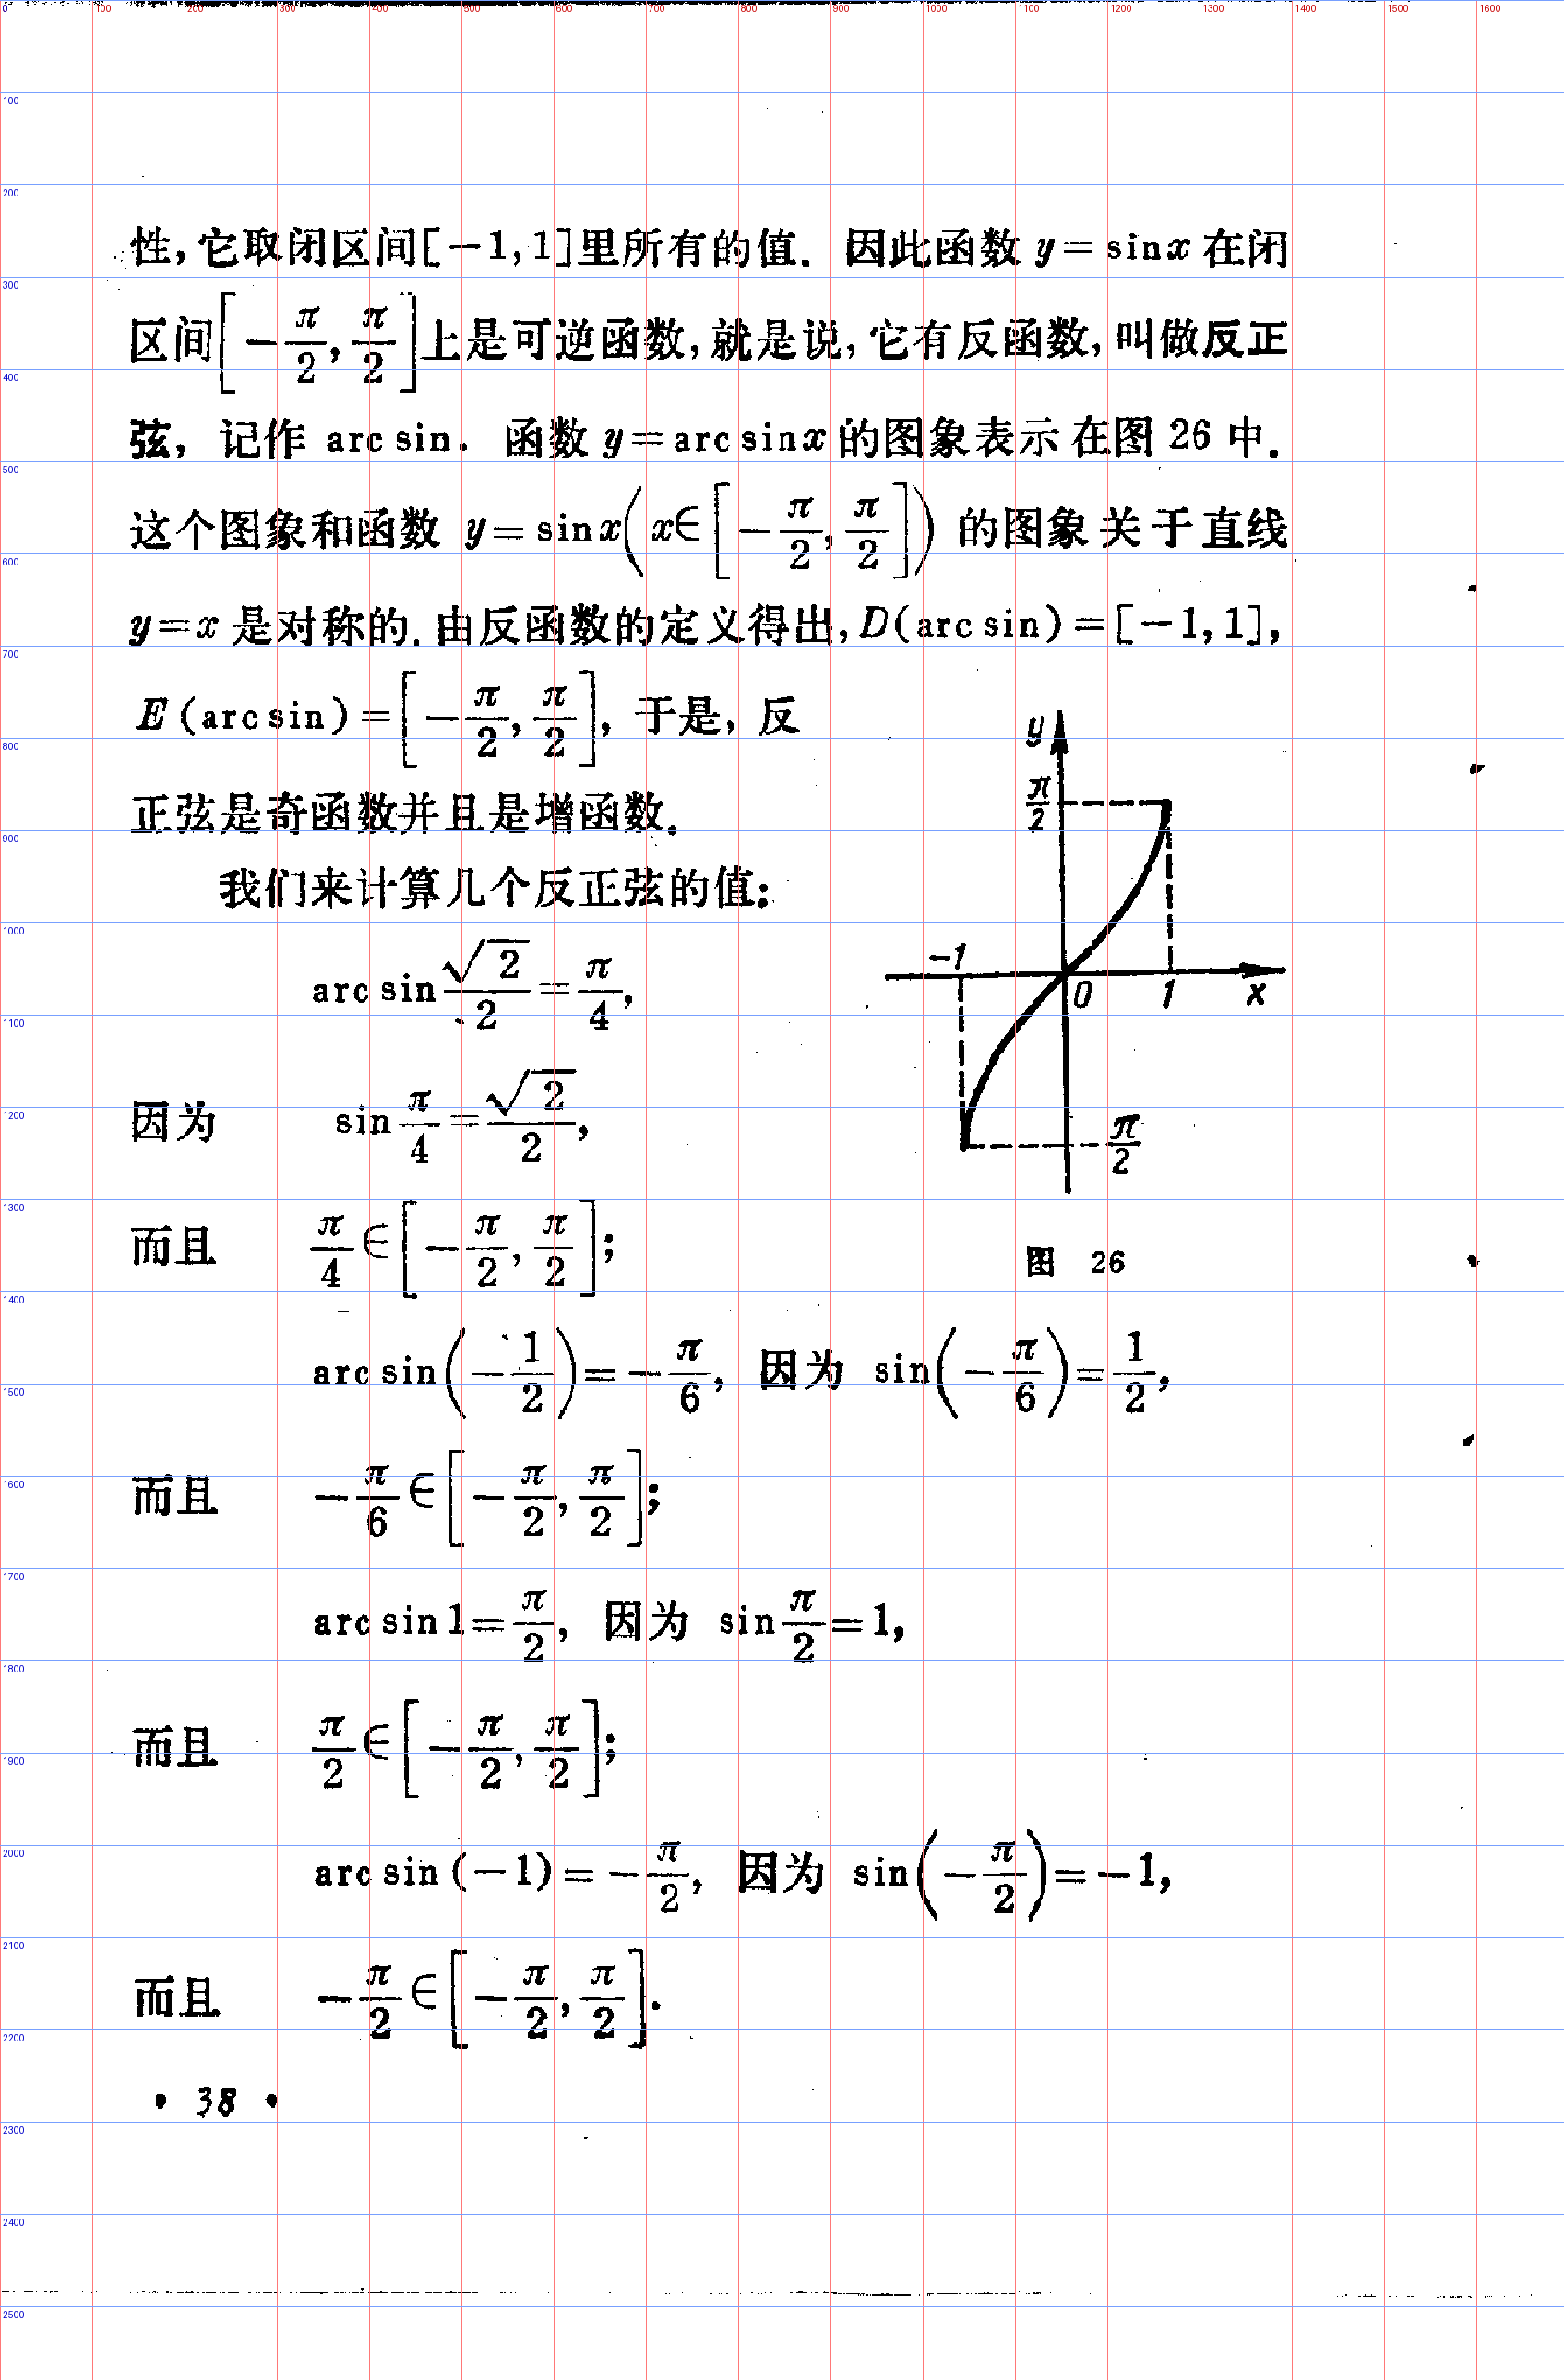 性,它取闭区间[-1,1]里所有的值. 因此函数 y=sinx 在闭
区间[-π/2, π/2]上是可逆函数,就是说,它有反函数,叫做反正
弦, 记作 arc sin. 函数 y=arc sinx 的图象表示在图 26 中.
这个图象和函数 y=sinx(x∈[-π/2, π/2]) 的图象关于直线
y=x 是对称的. 由反函数的定义得出, D(arc sin)=[-1,1],
E(arc sin)=[-π/2, π/2], 于是, 反
正弦是奇函数并且是增函数.
我们来计算几个反正弦的值:
arc sin √2/2=π/4,
因为 sin π/4=√2/2,
而且 π/4∈[-π/2, π/2];
y
π/2
-1
0
1
x
-π/2
图 26
arc sin(-1/2)=-π/6, 因为 sin(-π/6)=1/2,
而且 -π/6∈[-π/2, π/2];
arc sin 1=π/2, 因为 sin π/2=1,
而且 π/2∈[-π/2, π/2];
arc sin (-1)=-π/2, 因为 sin(-π/2)=-1,
而且 -π/2∈[-π/2, π/2].
• 38 •